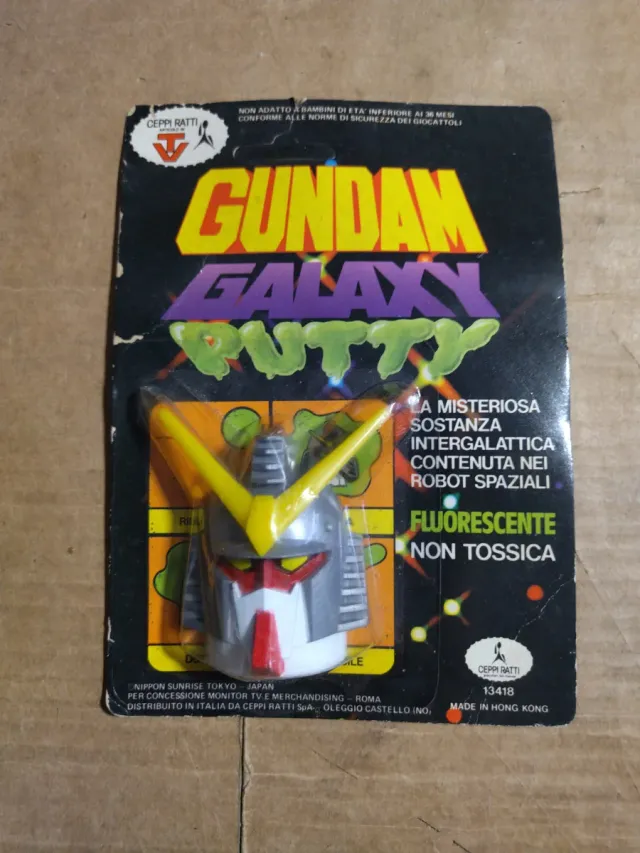 CEPPI RATTI
TV
NON ADATTO A BAMBINI DI ETA' INFERIORE AI 36 MESI
CONFORME ALLE NORME DI SICUREZZA DEI GIOCATTOLI
GUNDAM
GALAXY
PUTTY
LA MISTERIOSA
SOSTANZA
INTERGALATTICA
CONTENUTA NEI
ROBOT SPAZIALI
FLUORESCENTE
NON TOSSICA
CEPPI RATTI
13418
MADE IN HONG KONG
©NIPPON SUNRISE TOKYO - JAPAN
PER CONCESSIONE MONITOR TV.E MERCHANDISING - ROMA
DISTRIBUITO IN ITALIA DA CEPPI RATTI SpA- OLEGGIO CASTELLO (NO)